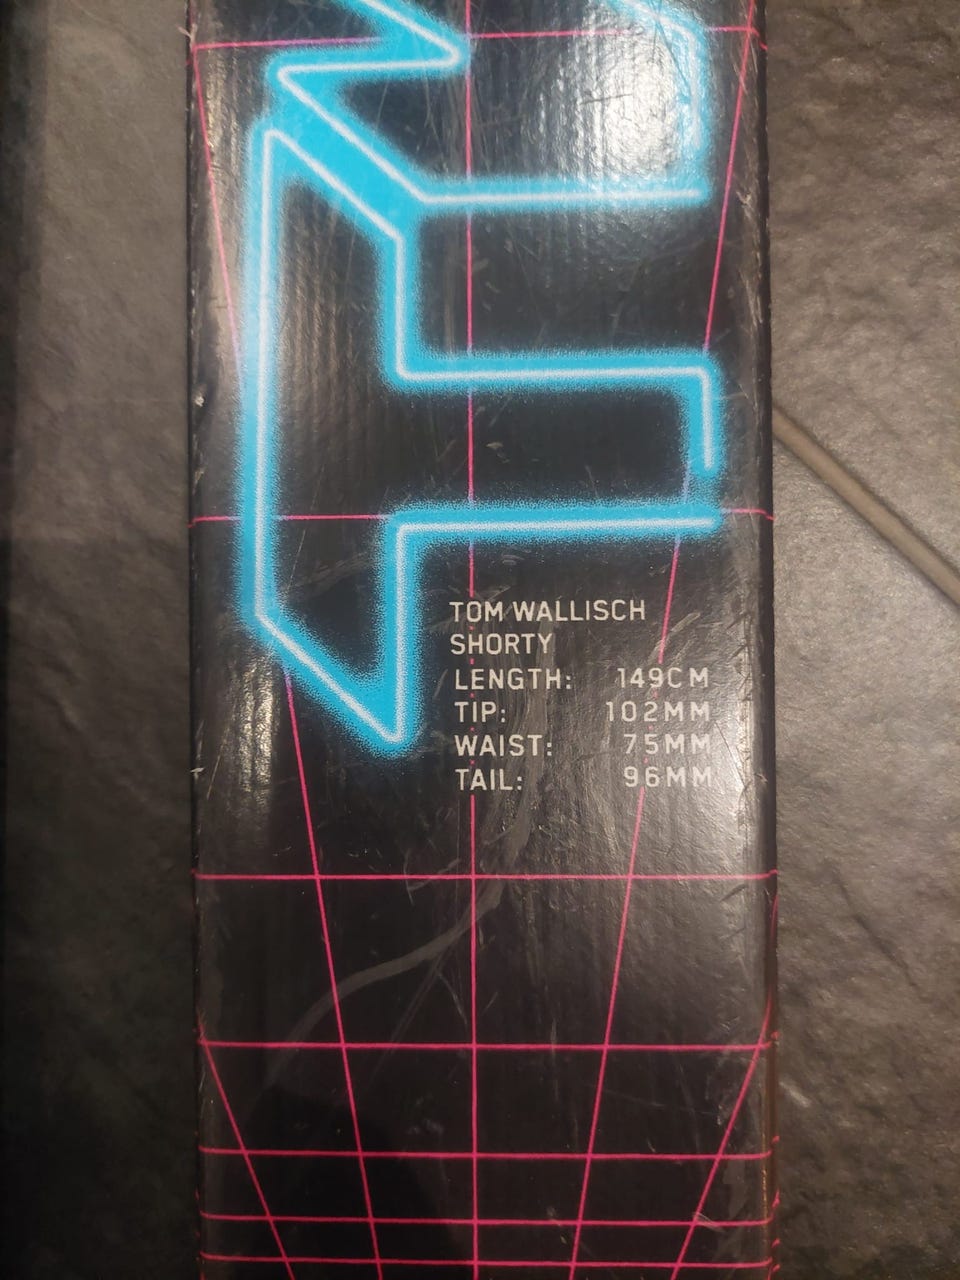 TOM WALLISCH
SHORTY
LENGTH: 149CM
TIP: 102MM
WAIST: 75MM
TAIL: 96MM